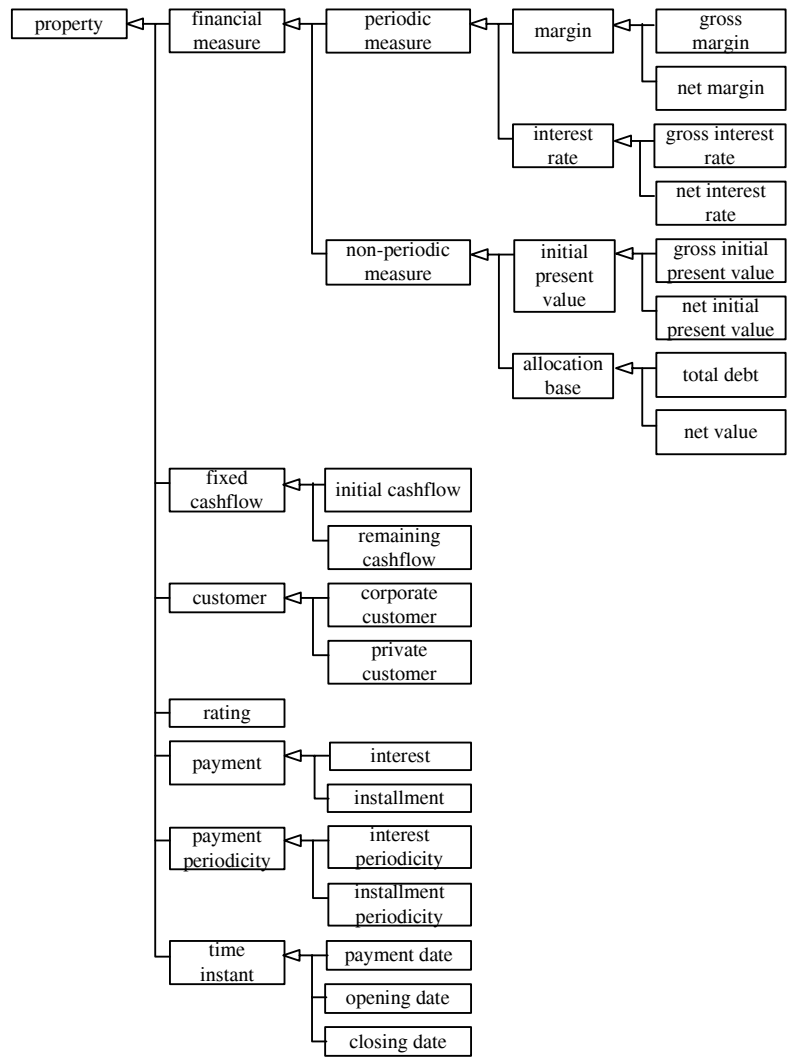 property
financial
measure
periodic
measure
margin
gross
margin
net margin
interest
rate
gross interest
rate
net interest
rate
non-periodic
measure
initial
present
value
gross initial
present value
net initial
present value
allocation
base
total debt
net value
fixed
cashflow
initial cashflow
remaining
cashflow
customer
corporate
customer
private
customer
rating
payment
interest
installment
payment
periodicity
interest
periodicity
installment
periodicity
time
instant
payment date
opening date
closing date